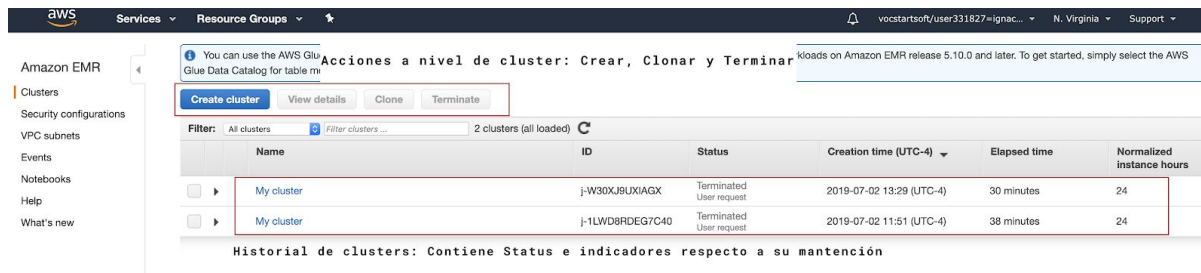 aws
Services
Resource Groups
vocstartsoft/user331827=ignac...
N. Virginia
Support
Amazon EMR
Clusters
Security configurations
VPC subnets
Events
Notebooks
Help
What's new
You can use the AWS Glu
Acciones a nivel de cluster: Crear, Clonar y Terminar
kloads on Amazon EMR release 5.10.0 and later. To get started, simply select the AWS
Glue Data Catalog for table m
Create cluster
View details
Clone
Terminate
Filter: All clusters Filter clusters ... 2 clusters (all loaded)
Name ID Status Creation time (UTC-4) Elapsed time Normalized
instance hours
My cluster j-W30XJ9UXIAGX Terminated 2019-07-02 13:29 (UTC-4) 30 minutes 24
User request
My cluster j-1LWD8RDEG7C40 Terminated 2019-07-02 11:51 (UTC-4) 38 minutes 24
User request
Historial de clusters: Contiene Status e indicadores respecto a su mantención